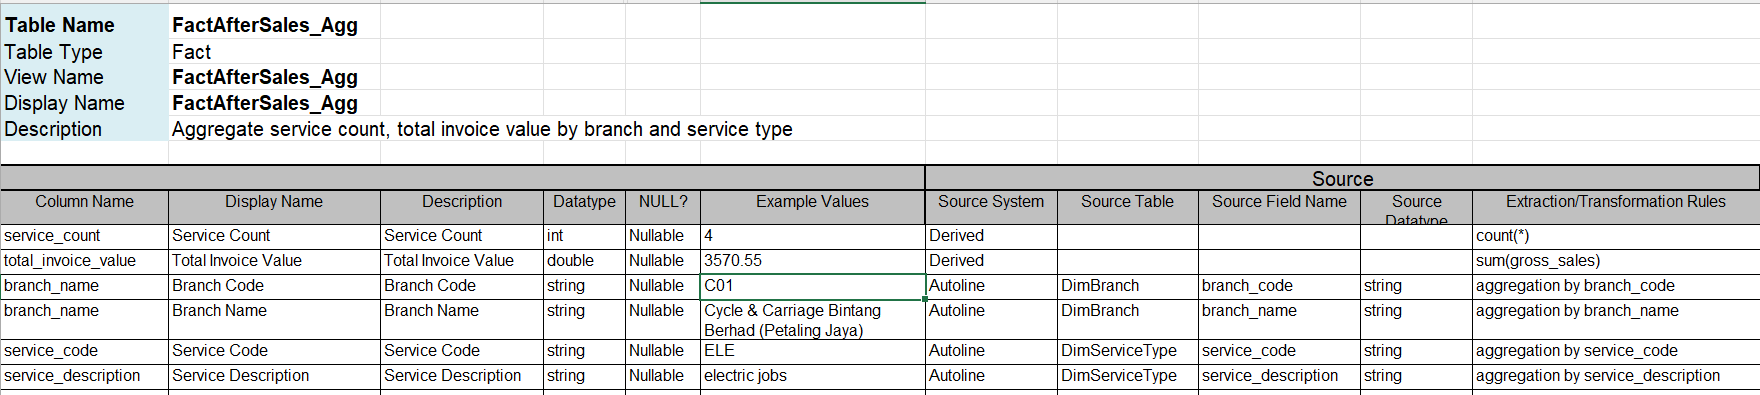 Table Name FactAfterSales_Agg
Table Type Fact
View Name FactAfterSales_Agg
Display Name FactAfterSales_Agg
Description Aggregate service count, total invoice value by branch and service type
Source
Column Name Display Name Description Datatype NULL? Example Values Source System Source Table Source Field Name Source Datatype Extraction/Transformation Rules
service_count Service Count Service Count int Nullable 4 Derived count(*)
total_invoice_value Total Invoice Value Total Invoice Value double Nullable 3570.55 Derived sum(gross_sales)
branch_name Branch Code Branch Code string Nullable C01 Autoline DimBranch branch_code string aggregation by branch_code
branch_name Branch Name Branch Name string Nullable Cycle & Carriage Bintang Berhad (Petaling Jaya) Autoline DimBranch branch_name string aggregation by branch_name
service_code Service Code Service Code string Nullable ELE Autoline DimServiceType service_code string aggregation by service_code
service_description Service Description Service Description string Nullable electric jobs Autoline DimServiceType service_description string aggregation by service_description